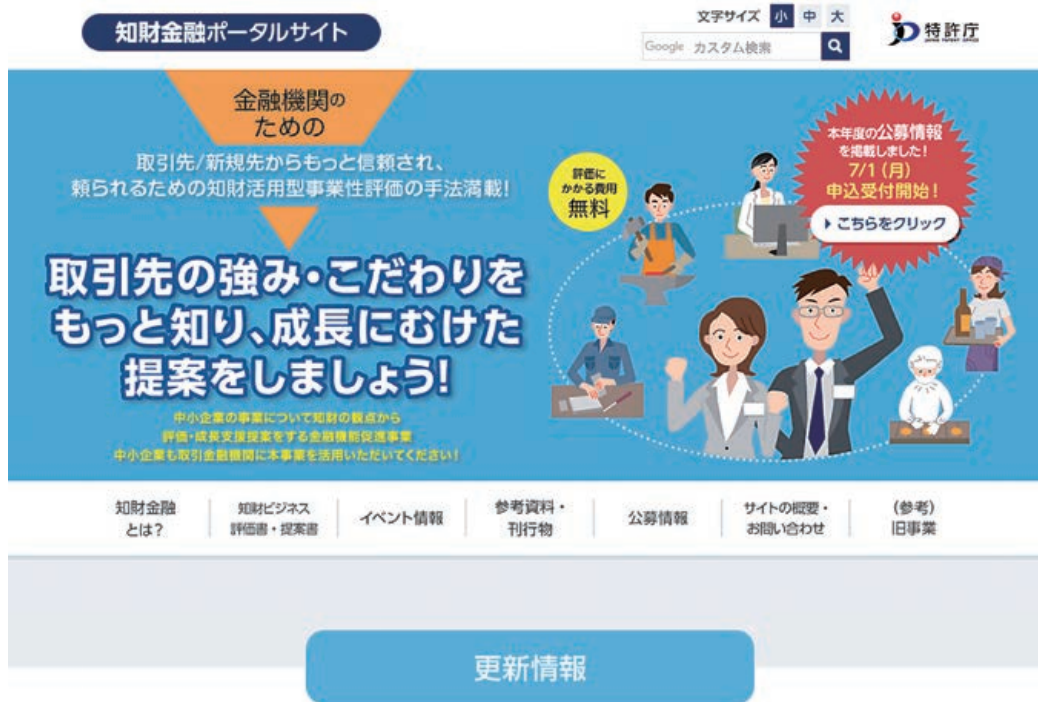 知財金融ポータルサイト
文字サイズ 小 中 大
Google カスタム検索
特許庁
JAPAN PATENT OFFICE
金融機関の
ための
取引先/新規先からもっと信頼され、
頼られるための知財活用型事業性評価の手法満載!
取引先の強み・こだわりを
もっと知り、成長にむけた
提案をしましょう!
中小企業の事業について知財の観点から
評価・成長支援提案をする金融機能促進事業
中小企業も取引金融機関に本事業を活用いただいてください!
評価に
かかる費用
無料
本年度の公募情報
を掲載しました!
7/1 (月)
申込受付開始!
こちらをクリック
知財金融
とは?
知財ビジネス
評価書・提案書
イベント情報
参考資料・
刊行物
公募情報
サイトの概要・
お問い合わせ
(参考)
旧事業
更新情報